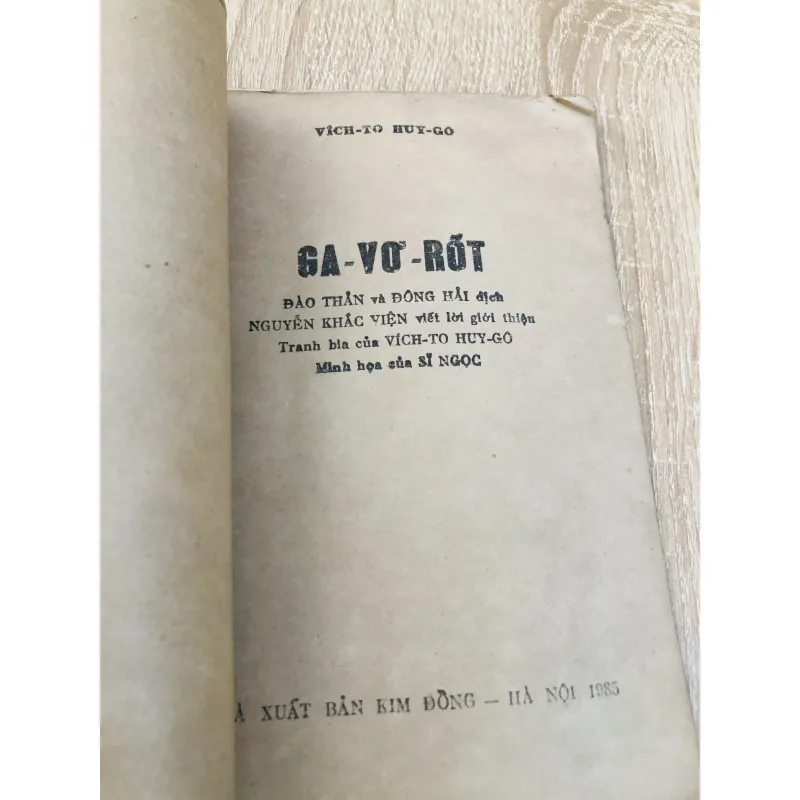 VÍCH-TO HUY-GÔ
GA-VƠ-RỐT
ĐÀO THẢN và ĐÔNG HẢI dịch
NGUYỄN KHẮC VIỆN viết lời giới thiệu
Tranh bìa của VÍCH-TO HUY-GÔ
Minh họa của SĨ NGỌC
À XUẤT BẢN KIM ĐỒNG — HÀ NỘI 1985